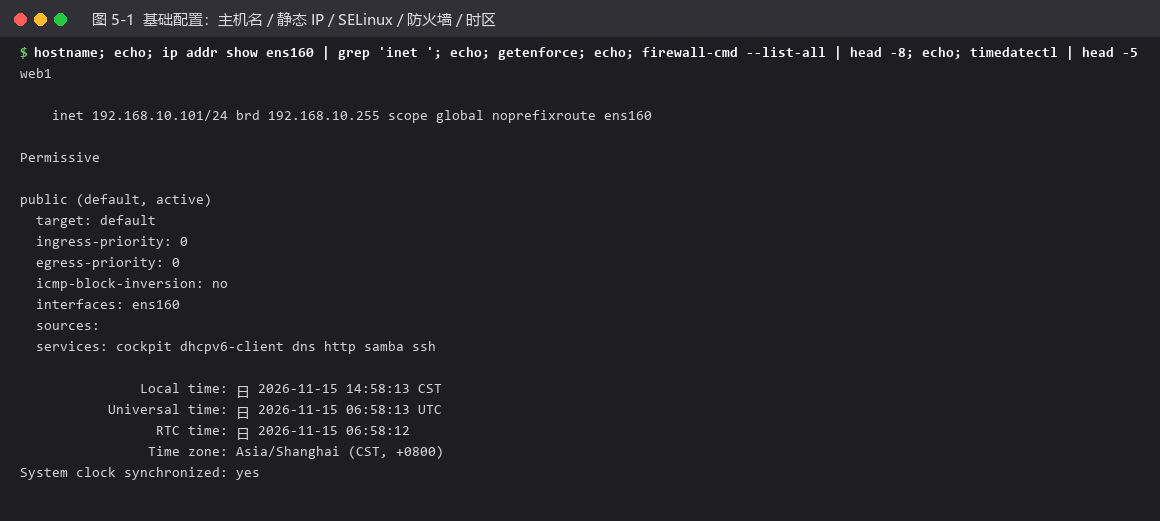 图 5-1 基础配置：主机名 / 静态 IP / SELinux / 防火墙 / 时区
$ hostname; echo; ip addr show ens160 | grep 'inet '; echo; getenforce; echo; firewall-cmd --list-all | head -8; echo; timedatectl | head -5
web1
inet 192.168.10.101/24 brd 192.168.10.255 scope global noprefixroute ens160
Permissive
public (default, active)
target: default
ingress-priority: 0
egress-priority: 0
icmp-block-inversion: no
interfaces: ens160
sources:
services: cockpit dhcpv6-client dns http samba ssh
Local time: 日 2026-11-15 14:58:13 CST
Universal time: 日 2026-11-15 06:58:13 UTC
RTC time: 日 2026-11-15 06:58:12
Time zone: Asia/Shanghai (CST, +0800)
System clock synchronized: yes